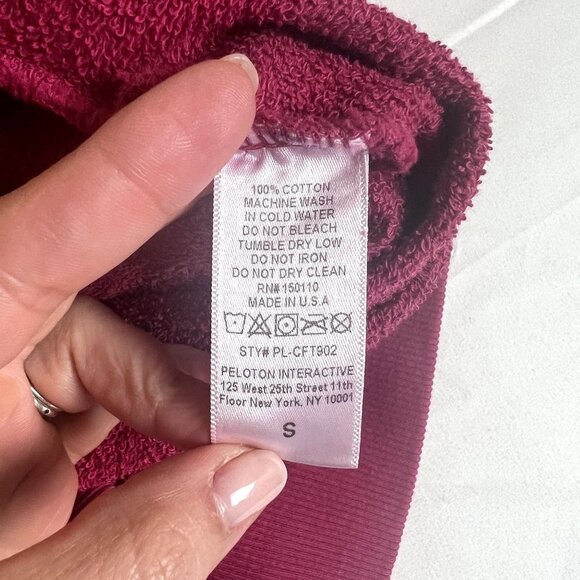 100% COTTON
MACHINE WASH
IN COLD WATER
DO NOT BLEACH
TUMBLE DRY LOW
DO NOT IRON
DO NOT DRY CLEAN
RN# 150110
MADE IN U.S.A
STY# PL-CFT902
PELOTON INTERACTIVE
125 West 25th Street 11th
Floor New York, NY 10001
S